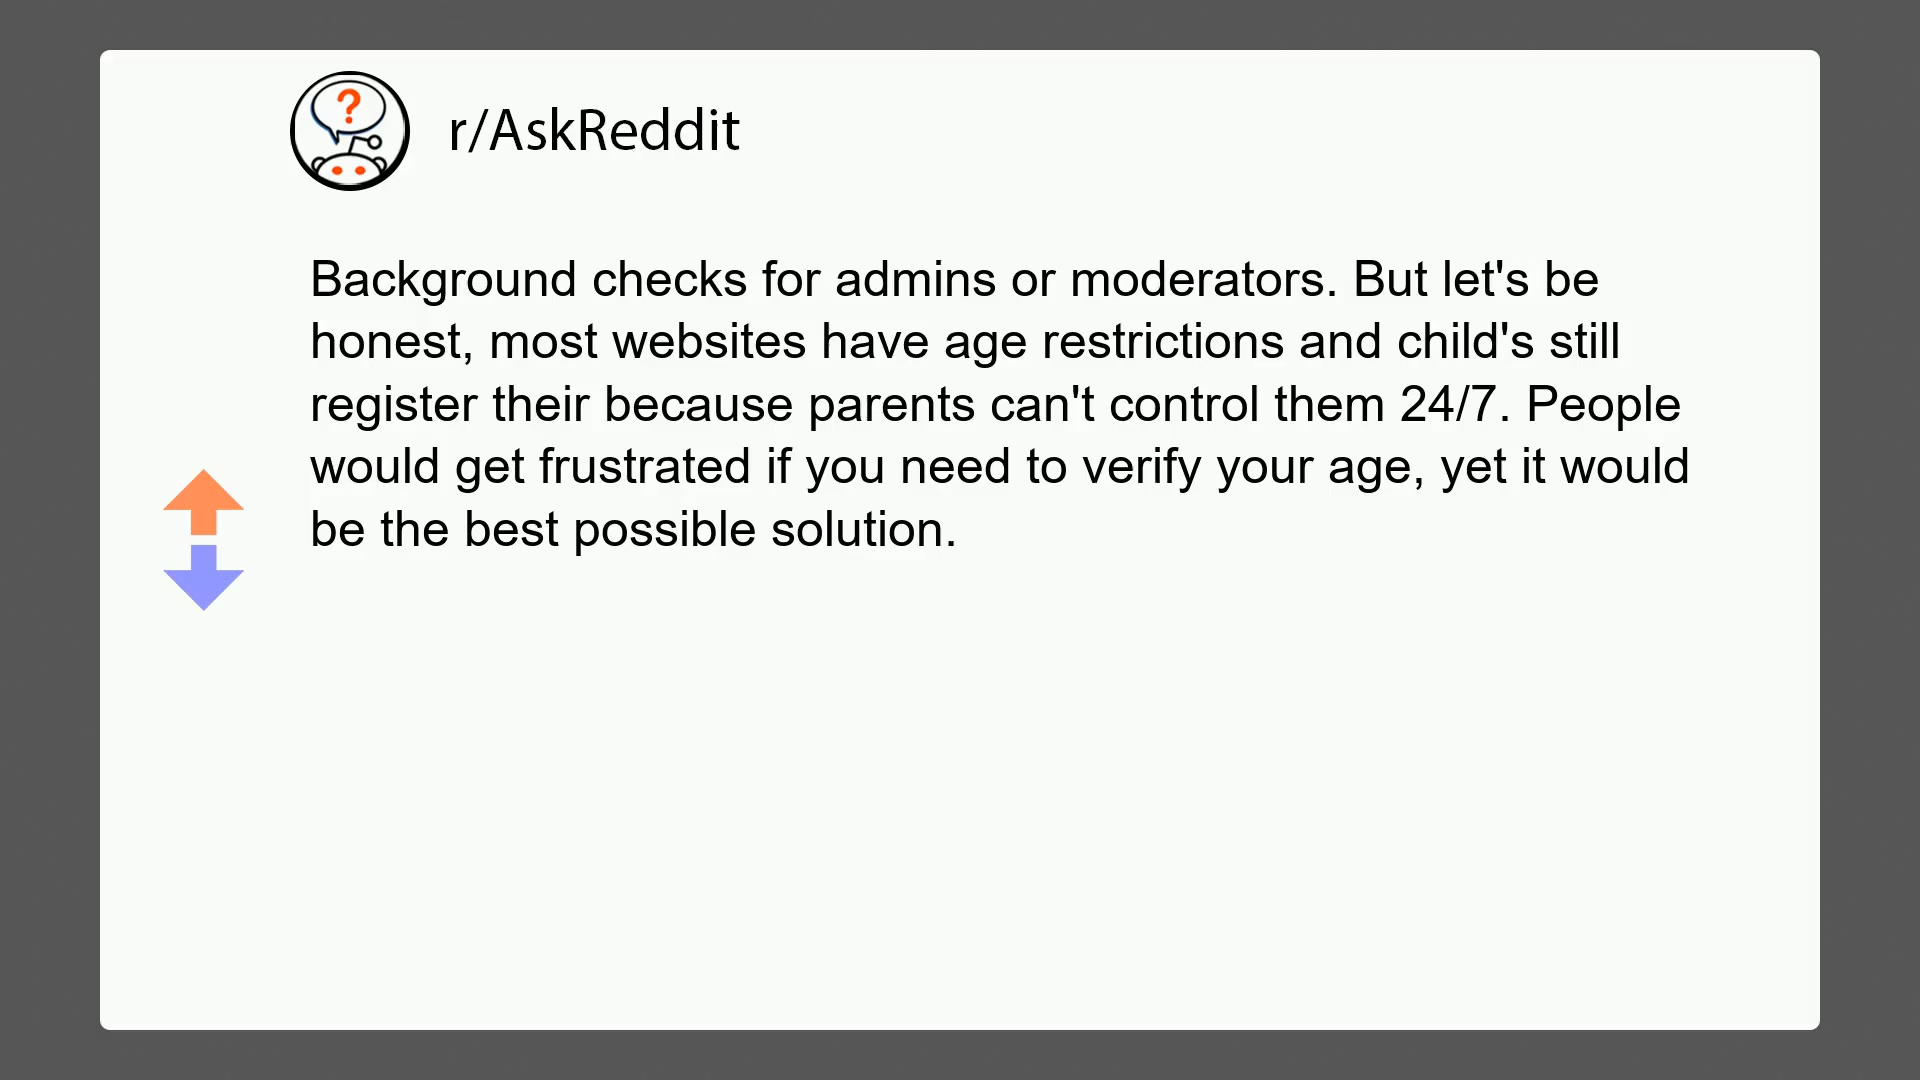 ?
r/AskReddit
Background checks for admins or moderators. But let's be
honest, most websites have age restrictions and child's still
register their because parents can't control them 24/7. People
would get frustrated if you need to verify your age, yet it would
be the best possible solution.